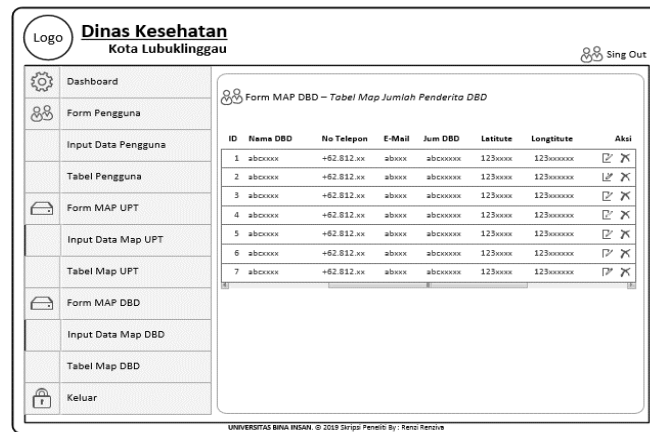 Logo
Dinas Kesehatan
Kota Lubuklinggau
Sing Out
Dashboard
Form Pengguna
Input Data Pengguna
Tabel Pengguna
Form MAP UPT
Input Data Map UPT
Tabel Map UPT
Form MAP DBD
Input Data Map DBD
Tabel Map DBD
Keluar
Form MAP DBD – Tabel Map Jumlah Penderita DBD
ID Nama DBD No Telepon E-Mail Jum DBD Latitute Longtitute Aksi
1 abcxxxx +62.812.xx abxxx abcxxxxx 123xxxx 123xxxxxx
2 abcxxxx +62.812.xx abxxx abcxxxxx 123xxxx 123xxxxxx
3 abcxxxx +62.812.xx abxxx abcxxxxx 123xxxx 123xxxxxx
4 abcxxxx +62.812.xx abxxx abcxxxxx 123xxxx 123xxxxxx
5 abcxxxx +62.812.xx abxxx abcxxxxx 123xxxx 123xxxxxx
6 abcxxxx +62.812.xx abxxx abcxxxxx 123xxxx 123xxxxxx
7 abcxxxx +62.812.xx abxxx abcxxxxx 123xxxx 123xxxxxx
UNIVERSITAS BINA INSAN. © 2019 Skripsi Peneliti By : Renzi Renziva